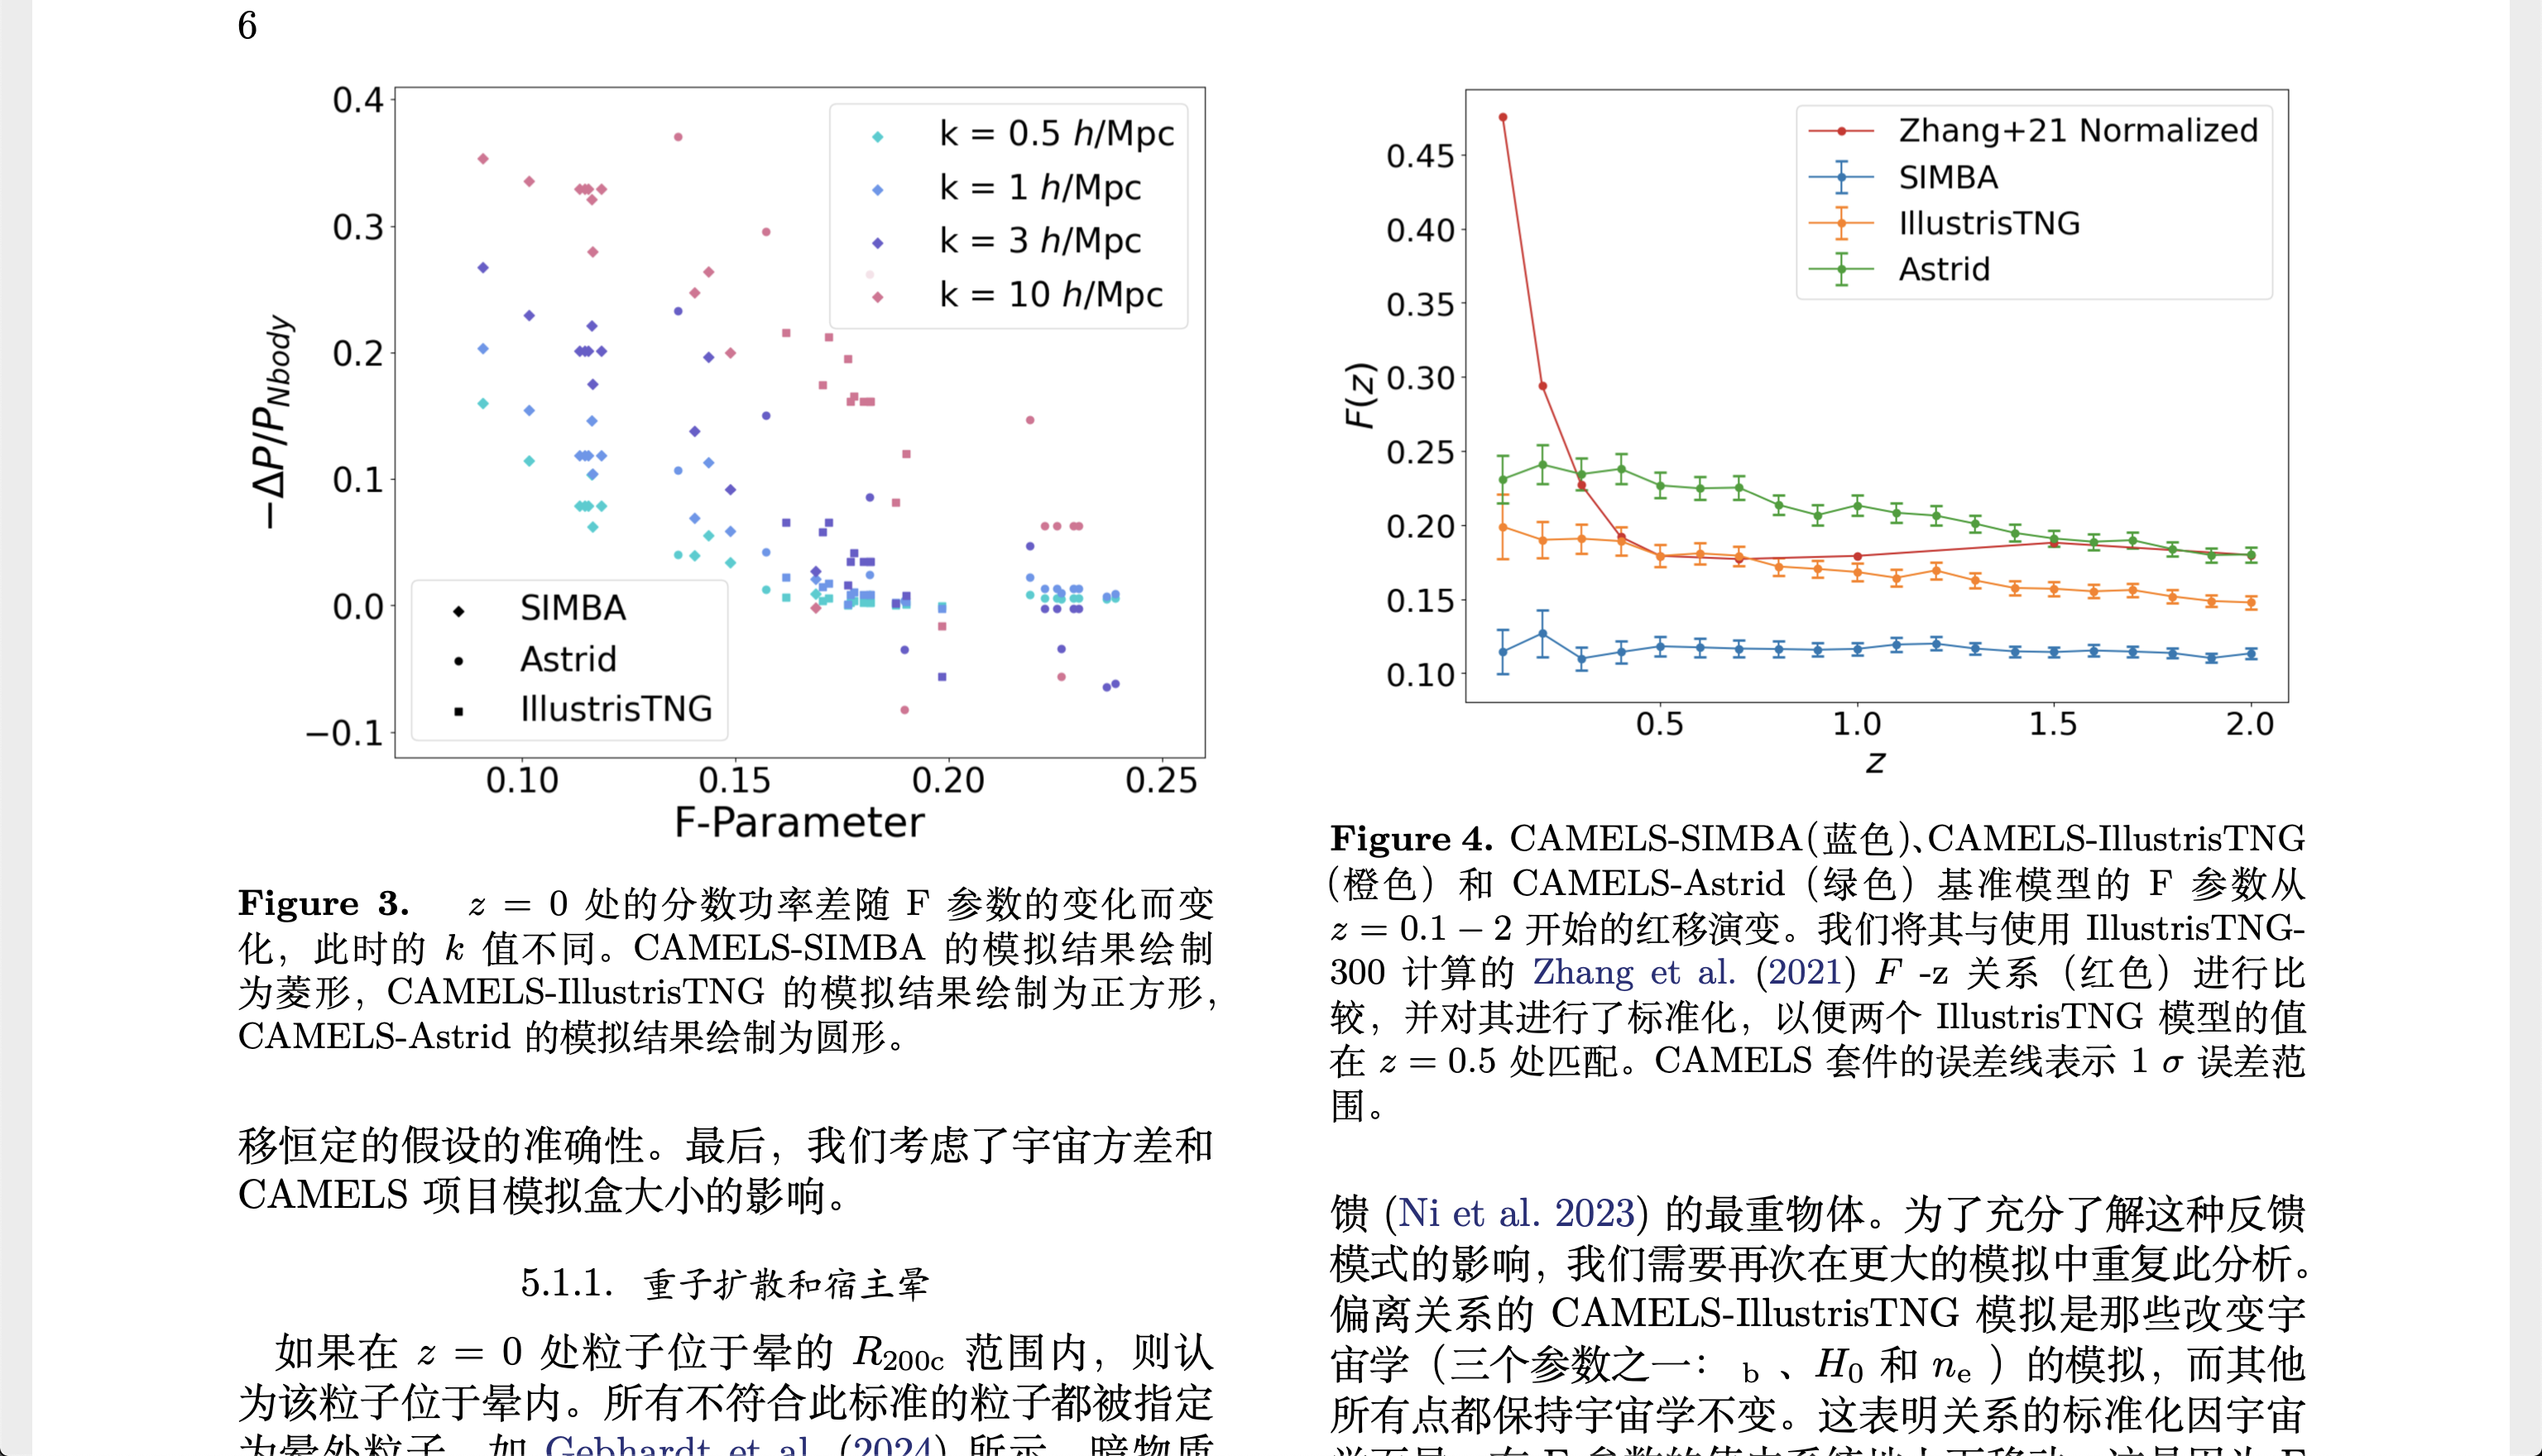 6
0.4
0.3
0.2
0.1
0.0
−0.1
−ΔP/P_Nbody
k = 0.5 h/Mpc
k = 1 h/Mpc
k = 3 h/Mpc
k = 10 h/Mpc
SIMBA
Astrid
IllustrisTNG
0.10 0.15 0.20 0.25
F-Parameter
Figure 3. z = 0 处的分数功率差随 F 参数的变化而变
化，此时的 k 值不同。CAMELS-SIMBA 的模拟结果绘制
为菱形，CAMELS-IllustrisTNG 的模拟结果绘制为正方形，
CAMELS-Astrid 的模拟结果绘制为圆形。
移恒定的假设的准确性。最后，我们考虑了宇宙方差和
CAMELS 项目模拟盒大小的影响。
5.1.1. 重子扩散和宿主晕
如果在 z = 0 处粒子位于晕的 R200c 范围内，则认
为该粒子位于晕内。所有不符合此标准的粒子都被指定
为晕外粒子。如 Gebhardt et al. (2024) 所示，暗物质
0.45
0.40
0.35
0.30
0.25
0.20
0.15
0.10
F(z)
Zhang+21 Normalized
SIMBA
IllustrisTNG
Astrid
0.5 1.0 1.5 2.0
z
Figure 4. CAMELS-SIMBA（蓝色）、CAMELS-IllustrisTNG
（橙色）和 CAMELS-Astrid（绿色）基准模型的 F 参数从
z = 0.1 − 2 开始的红移演变。我们将其与使用 IllustrisTNG-
300 计算的 Zhang et al. (2021) F -z 关系（红色）进行比
较，并对其进行了标准化，以便两个 IllustrisTNG 模型的值
在 z = 0.5 处匹配。CAMELS 套件的误差线表示 1 σ 误差范
围。
馈 (Ni et al. 2023) 的最重物体。为了充分了解这种反馈
模式的影响，我们需要再次在更大的模拟中重复此分析。
偏离关系的 CAMELS-IllustrisTNG 模拟是那些改变宇
宙学（三个参数之一： b 、H0 和 ne ）的模拟，而其他
所有点都保持宇宙学不变。这表明关系的标准化因宇宙